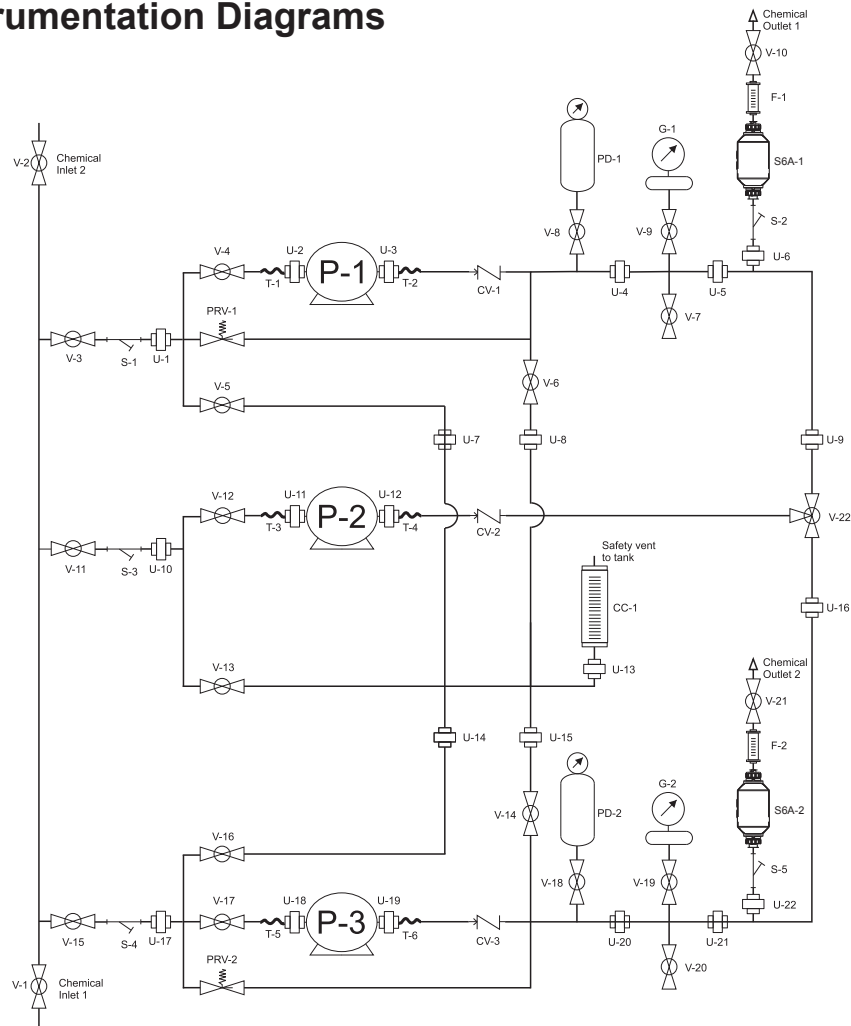 rumentation Diagrams
Chemical
Outlet 1
V-10
F-1
G-1
PD-1
S6A-1
V-2
Chemical
Inlet 2
S-2
V-8
V-9
U-6
V-4
U-2
U-3
P-1
T-1
T-2
CV-1
U-4
U-5
PRV-1
V-7
V-3
S-1
U-1
V-5
V-6
U-7
U-8
U-9
V-12
U-11
U-12
P-2
T-3
T-4
CV-2
V-22
V-11
S-3
U-10
Safety vent
to tank
CC-1
U-16
V-13
U-13
Chemical
Outlet 2
V-21
U-14
U-15
F-2
G-2
V-14
PD-2
S6A-2
V-16
S-5
V-18
V-19
V-17
U-18
U-19
U-22
P-3
V-15
S-4
U-17
T-5
T-6
CV-3
U-20
U-21
PRV-2
V-20
V-1
Chemical
Inlet 1